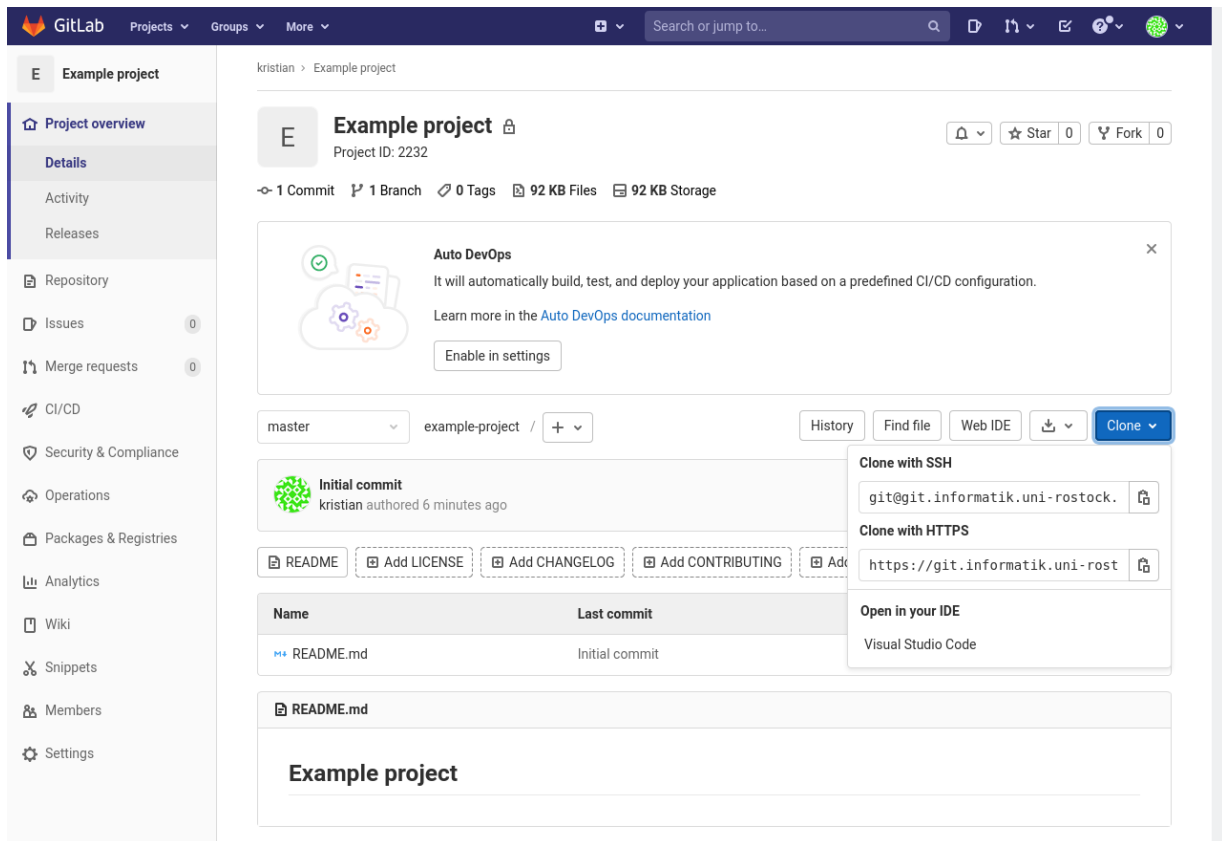 GitLab Projects Groups More Search or jump to...
E Example project
Project overview
Details
Activity
Releases
Repository
Issues 0
Merge requests 0
CI/CD
Security & Compliance
Operations
Packages & Registries
Analytics
Wiki
Snippets
Members
Settings
kristian › Example project
E
Example project
Project ID: 2232
Star 0 Fork 0
1 Commit 1 Branch 0 Tags 92 KB Files 92 KB Storage
Auto DevOps
It will automatically build, test, and deploy your application based on a predefined CI/CD configuration.
Learn more in the Auto DevOps documentation
Enable in settings
master example-project / + History Find file Web IDE Clone
Initial commit
kristian authored 6 minutes ago
README Add LICENSE Add CHANGELOG Add CONTRIBUTING Add
Name Last commit
README.md Initial commit
Clone with SSH
git@git.informatik.uni-rostock.
Clone with HTTPS
https://git.informatik.uni-rost
Open in your IDE
Visual Studio Code
README.md
Example project